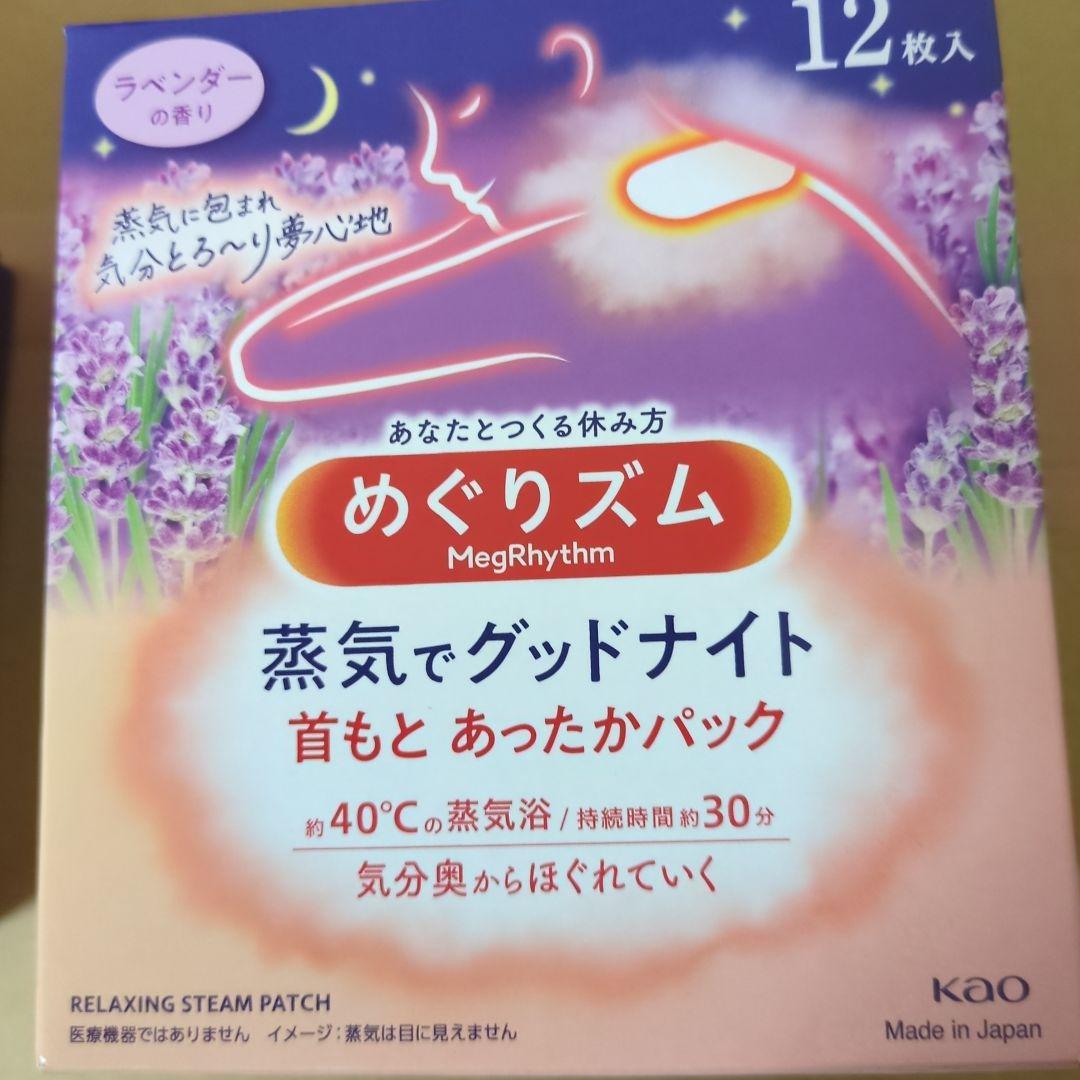 12枚入
ラベンダー
の香り
蒸気に包まれ
気分とろ～り夢心地
あなたとつくる休み方
めぐりズム
MegRhythm
蒸気でグッドナイト
首もと あったかパック
約40℃の蒸気浴/持続時間約30分
気分奥からほぐれていく
RELAXING STEAM PATCH
医療機器ではありません イメージ:蒸気は目に見えません
Kao
Made in Japan